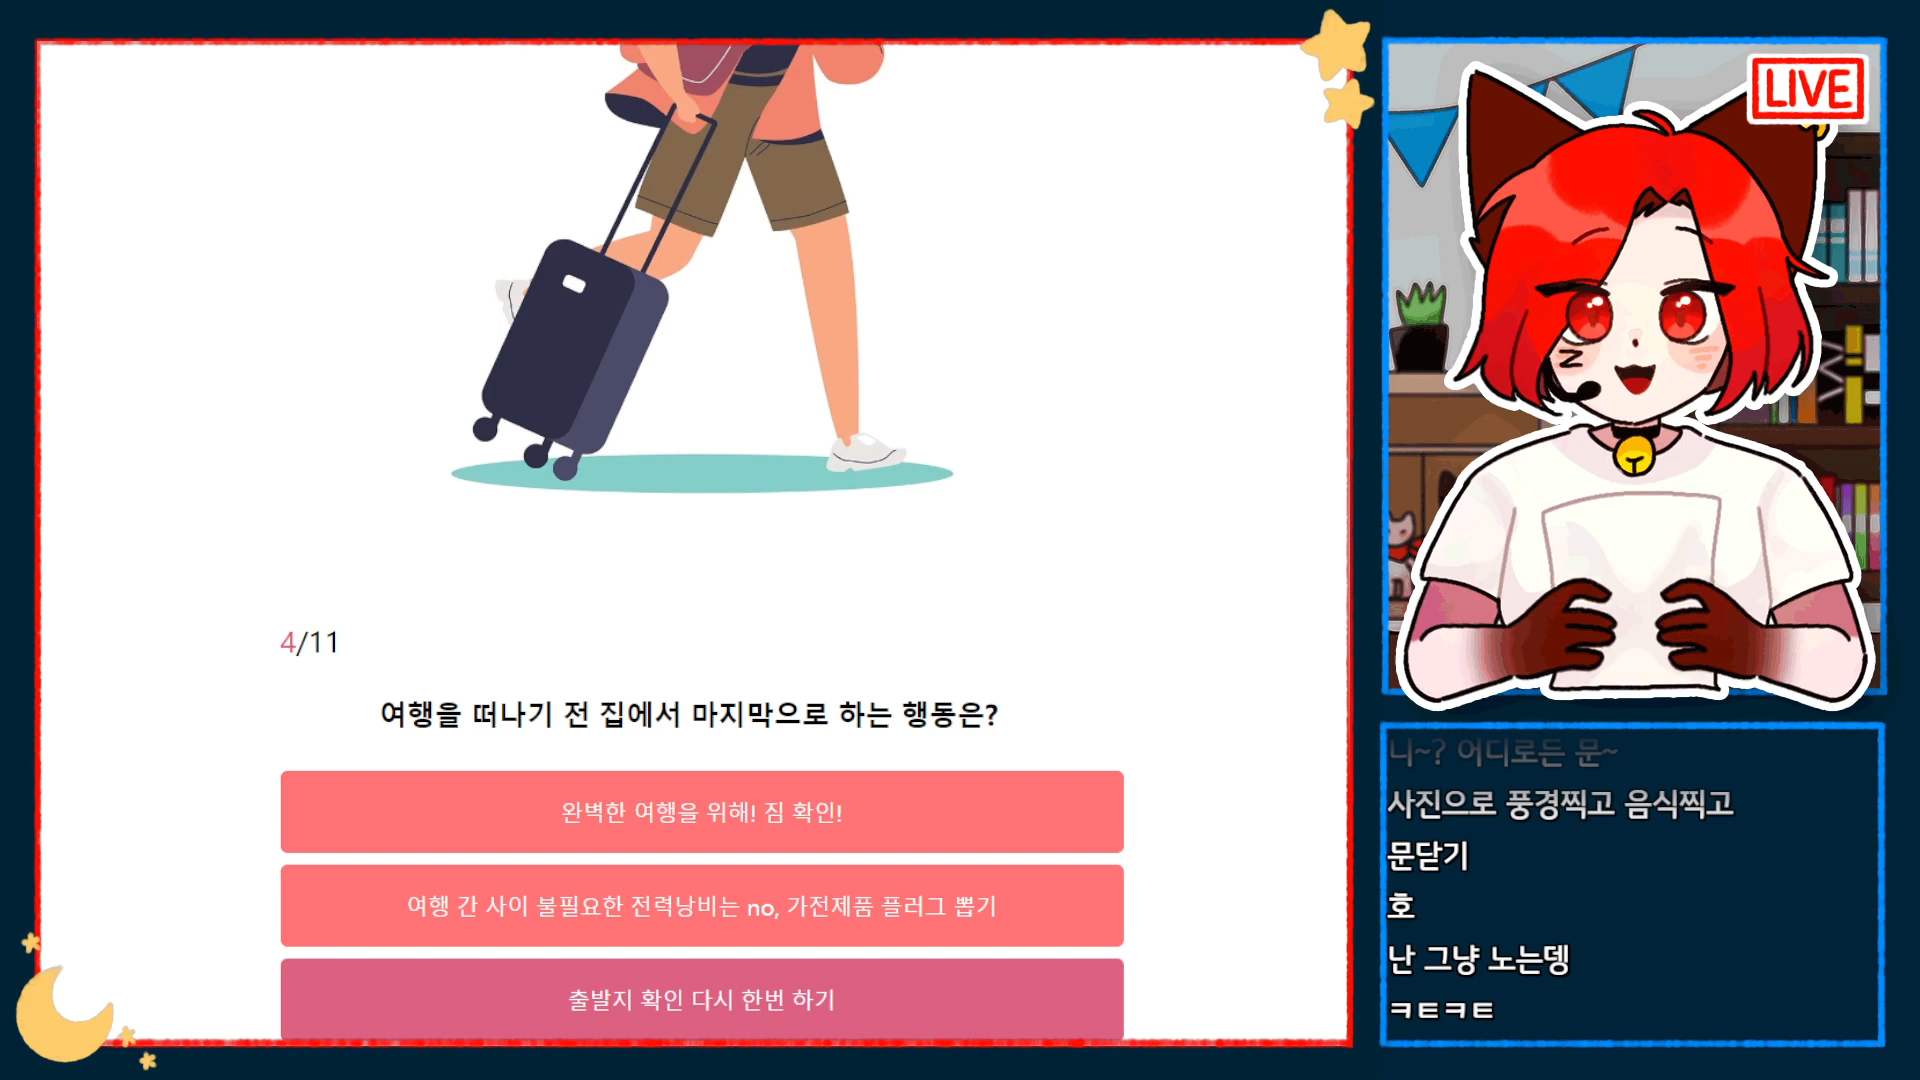 LIVE
4/11
여행을 떠나기 전 집에서 마지막으로 하는 행동은?
완벽한 여행을 위해! 짐 확인!
여행 간 사이 불필요한 전력낭비는 no, 가전제품 플러그 뽑기
출발지 확인 다시 한번 하기
니~? 어디로든 문~
사진으로 풍경찍고 음식찍고
문닫기
호
난 그냥 노는뎅
ㅋㅌㅋㅌ